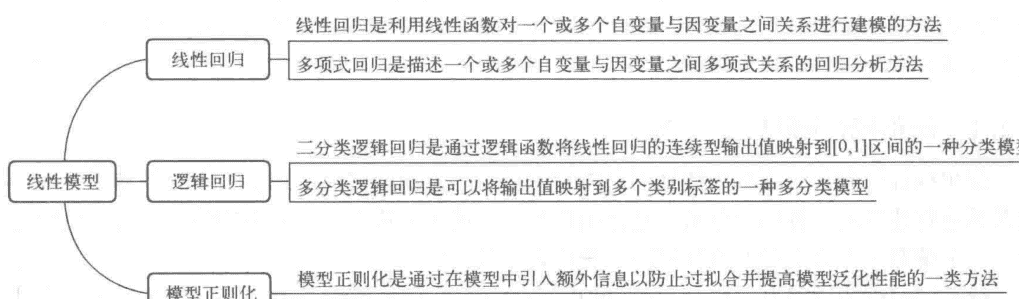 线性回归是利用线性函数对一个或多个自变量与因变量之间关系进行建模的方法
线性回归
多项式回归是描述一个或多个自变量与因变量之间多项式关系的回归分析方法
二分类逻辑回归是通过逻辑函数将线性回归的连续型输出值映射到[0,1]区间的一种分类模型
线性模型
逻辑回归
多分类逻辑回归是可以将输出值映射到多个类别标签的一种多分类模型
模型正则化是通过在模型中引入额外信息以防止过拟合并提高模型泛化性能的一类方法
模型正则化